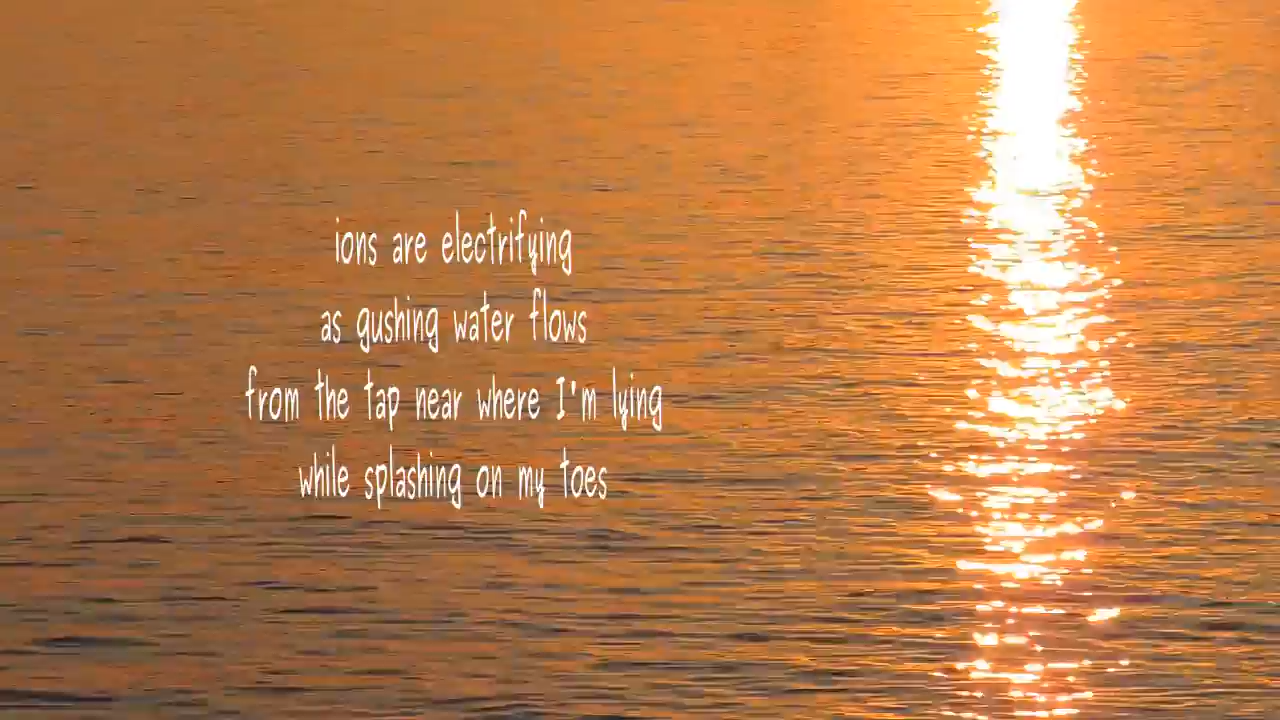 ions are electrifying
as gushing water flows
from the tap near where I'm lying
while splashing on my toes